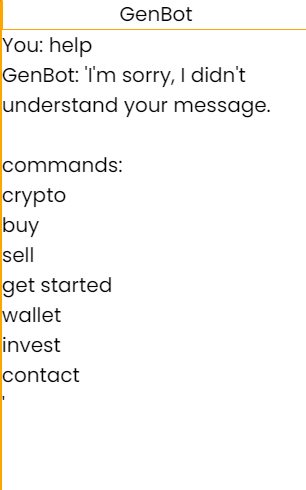 GenBot
You: help
GenBot: 'I'm sorry, I didn't
understand your message.
commands:
crypto
buy
sell
get started
wallet
invest
contact
'